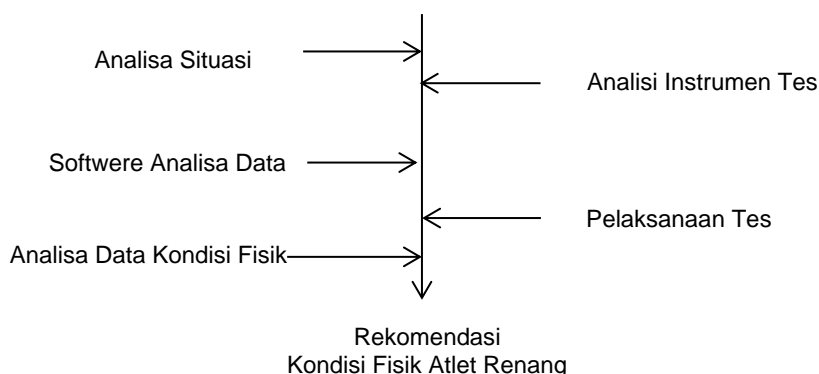 Analisa Situasi
Analisi Instrumen Tes
Softwere Analisa Data
Pelaksanaan Tes
Analisa Data Kondisi Fisik
Rekomendasi
Kondisi Fisik Atlet Renang